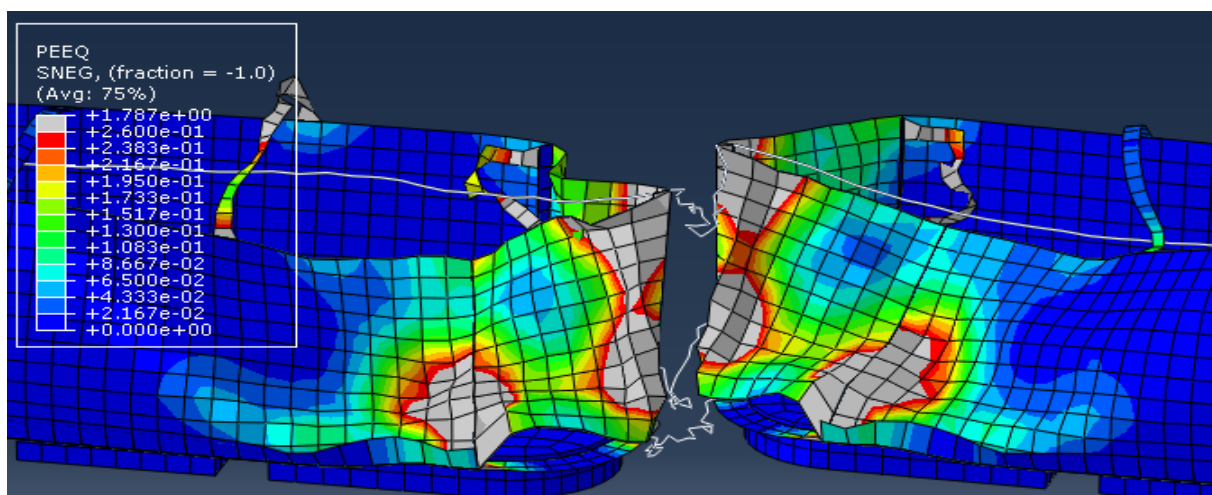 PEEQ
SNEG, (fraction = -1.0)
(Avg: 75%)
+1.787e+00
+2.600e-01
+2.383e-01
+2.167e-01
+1.950e-01
+1.733e-01
+1.517e-01
+1.300e-01
+1.083e-01
+8.667e-02
+6.500e-02
+4.333e-02
+2.167e-02
+0.000e+00